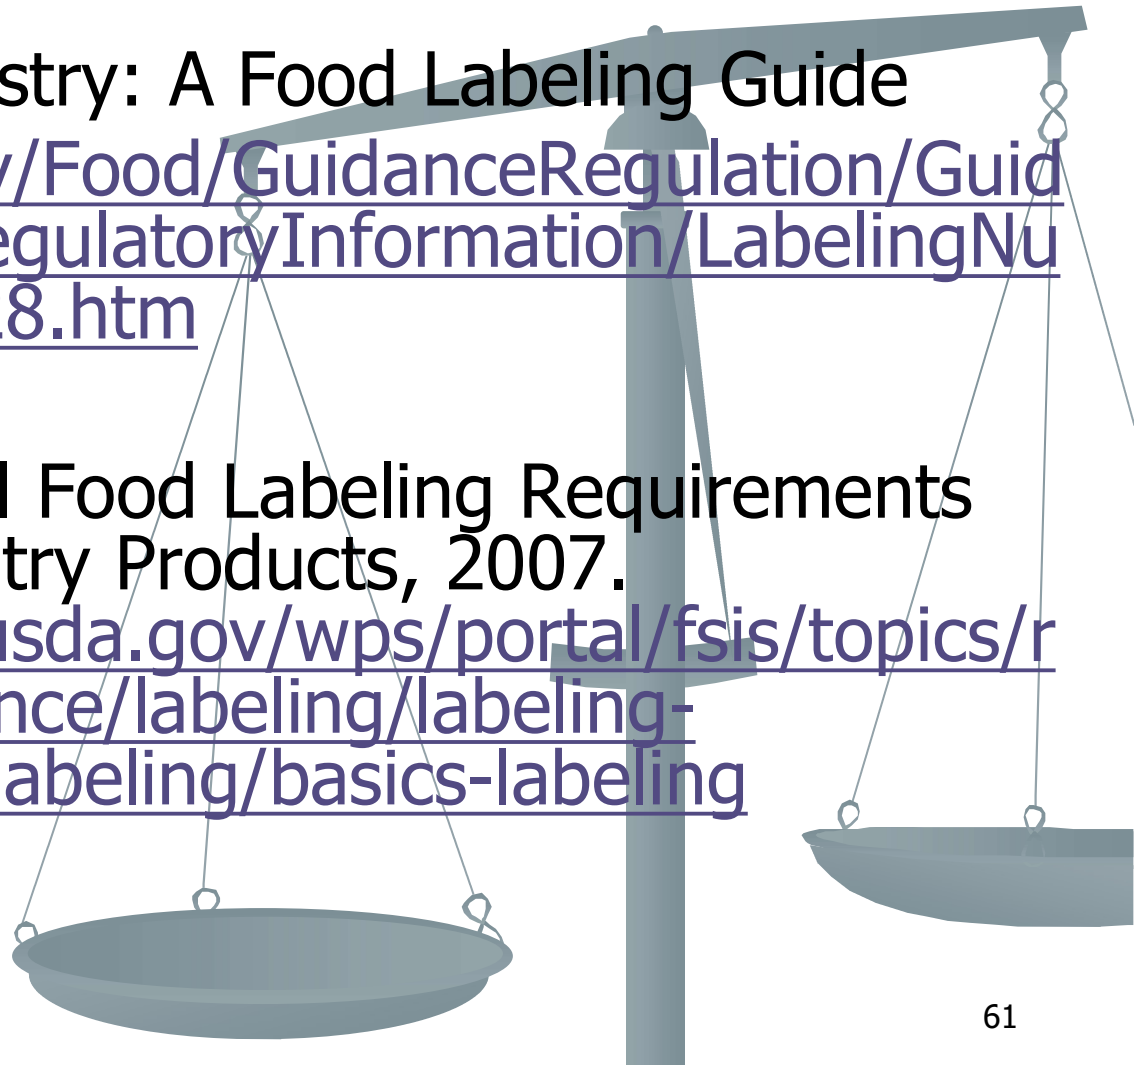 stry: A Food Labeling Guide
/Food/GuidanceRegulation/Guid
egulatoryInformation/LabelingNu
8.htm
Food Labeling Requirements
try Products, 2007.
usda.gov/wps/portal/fsis/topics/r
nce/labeling/labeling-
abeling/basics-labeling
61